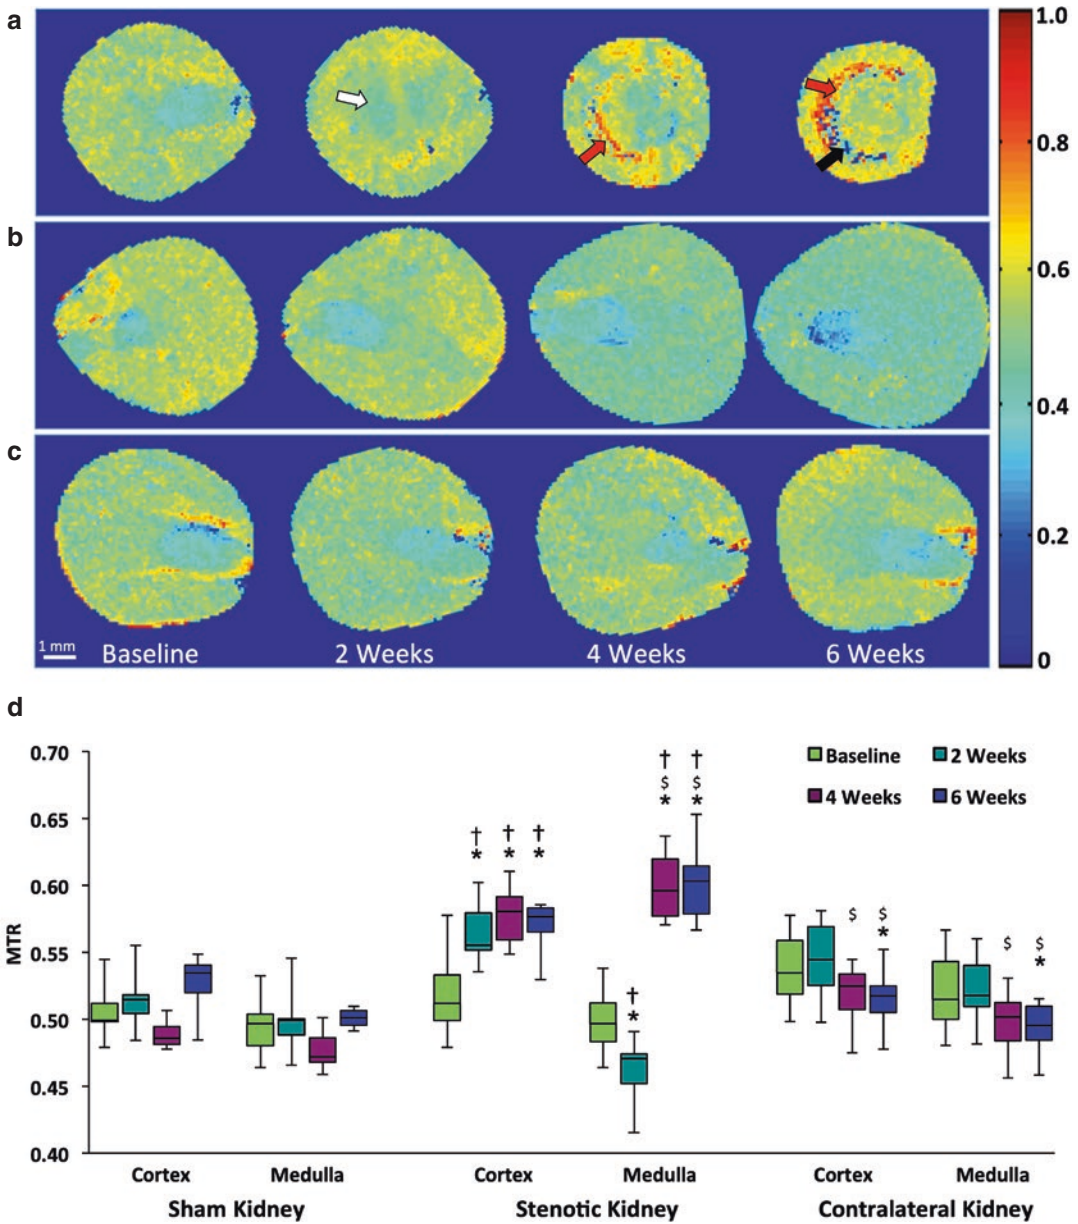 a
1.0
0.8
b
0.6
0.4
c
0.2
1 mm
Baseline
2 Weeks
4 Weeks
6 Weeks
0
d
0.70
Baseline
2 Weeks
4 Weeks
6 Weeks
† †
$ $
* *
0.65
† † †
* * *
0.60
$ $
*
0.55
MTR
$ $
*
†
*
0.50
0.45
0.40
Cortex Medulla Cortex Medulla Cortex Medulla
Sham Kidney Stenotic Kidney Contralateral Kidney